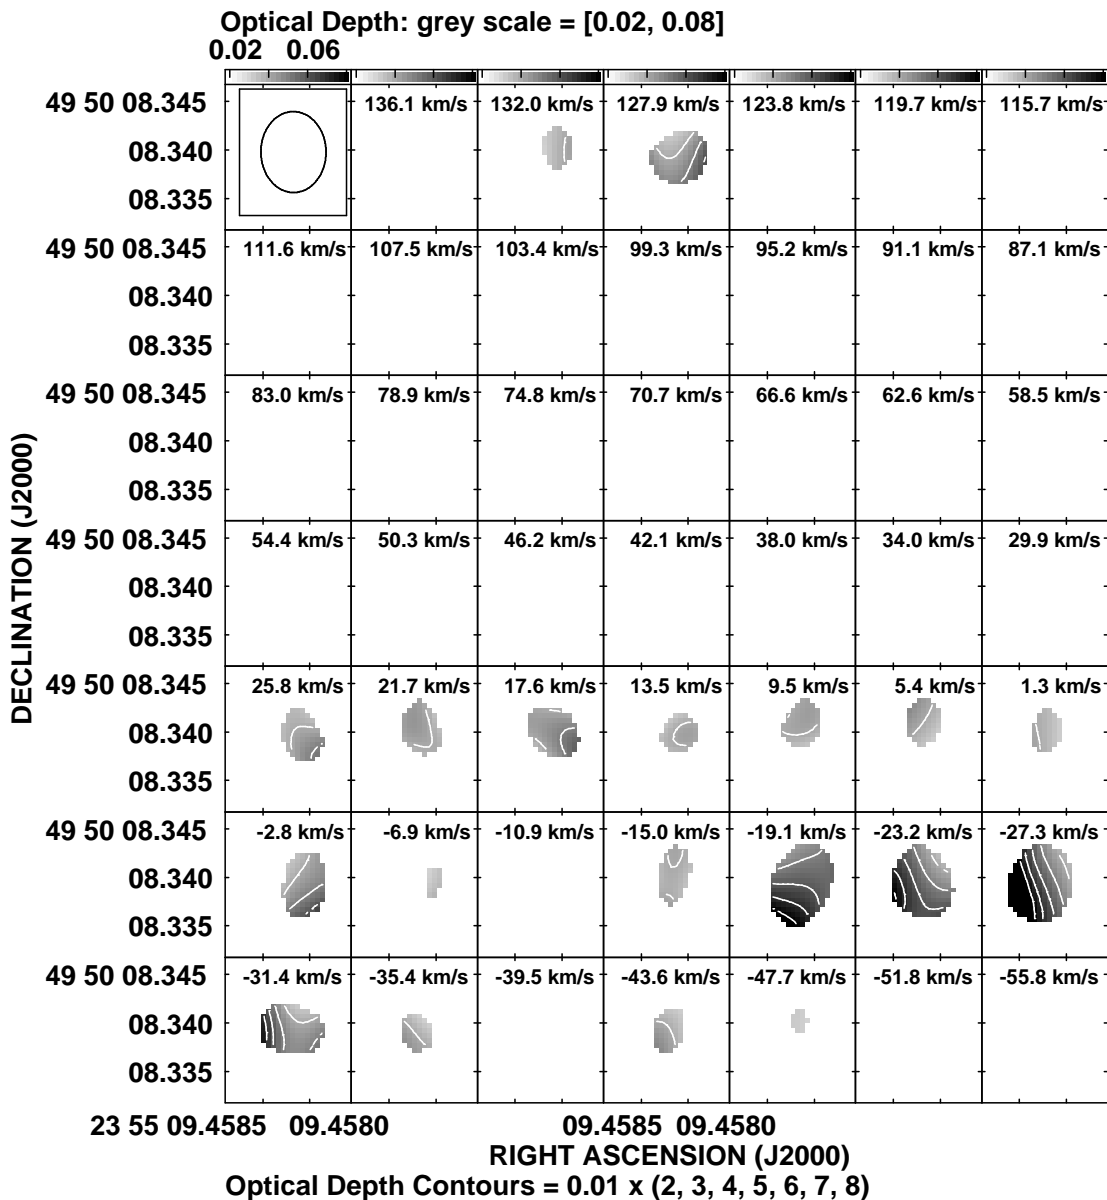 Optical Depth: grey scale = [0.02, 0.08]
0.02 0.06
49 50 08.345 136.1 km/s 132.0 km/s 127.9 km/s 123.8 km/s 119.7 km/s 115.7 km/s
08.340
08.335
49 50 08.345 111.6 km/s 107.5 km/s 103.4 km/s 99.3 km/s 95.2 km/s 91.1 km/s 87.1 km/s
08.340
08.335
49 50 08.345 83.0 km/s 78.9 km/s 74.8 km/s 70.7 km/s 66.6 km/s 62.6 km/s 58.5 km/s
08.340
08.335
49 50 08.345 54.4 km/s 50.3 km/s 46.2 km/s 42.1 km/s 38.0 km/s 34.0 km/s 29.9 km/s
08.340
08.335
49 50 08.345 25.8 km/s 21.7 km/s 17.6 km/s 13.5 km/s 9.5 km/s 5.4 km/s 1.3 km/s
08.340
08.335
49 50 08.345 -2.8 km/s -6.9 km/s -10.9 km/s -15.0 km/s -19.1 km/s -23.2 km/s -27.3 km/s
08.340
08.335
49 50 08.345 -31.4 km/s -35.4 km/s -39.5 km/s -43.6 km/s -47.7 km/s -51.8 km/s -55.8 km/s
08.340
08.335
DECLINATION (J2000)
23 55 09.4585 09.4580 09.4585 09.4580
RIGHT ASCENSION (J2000)
Optical Depth Contours = 0.01 x (2, 3, 4, 5, 6, 7, 8)